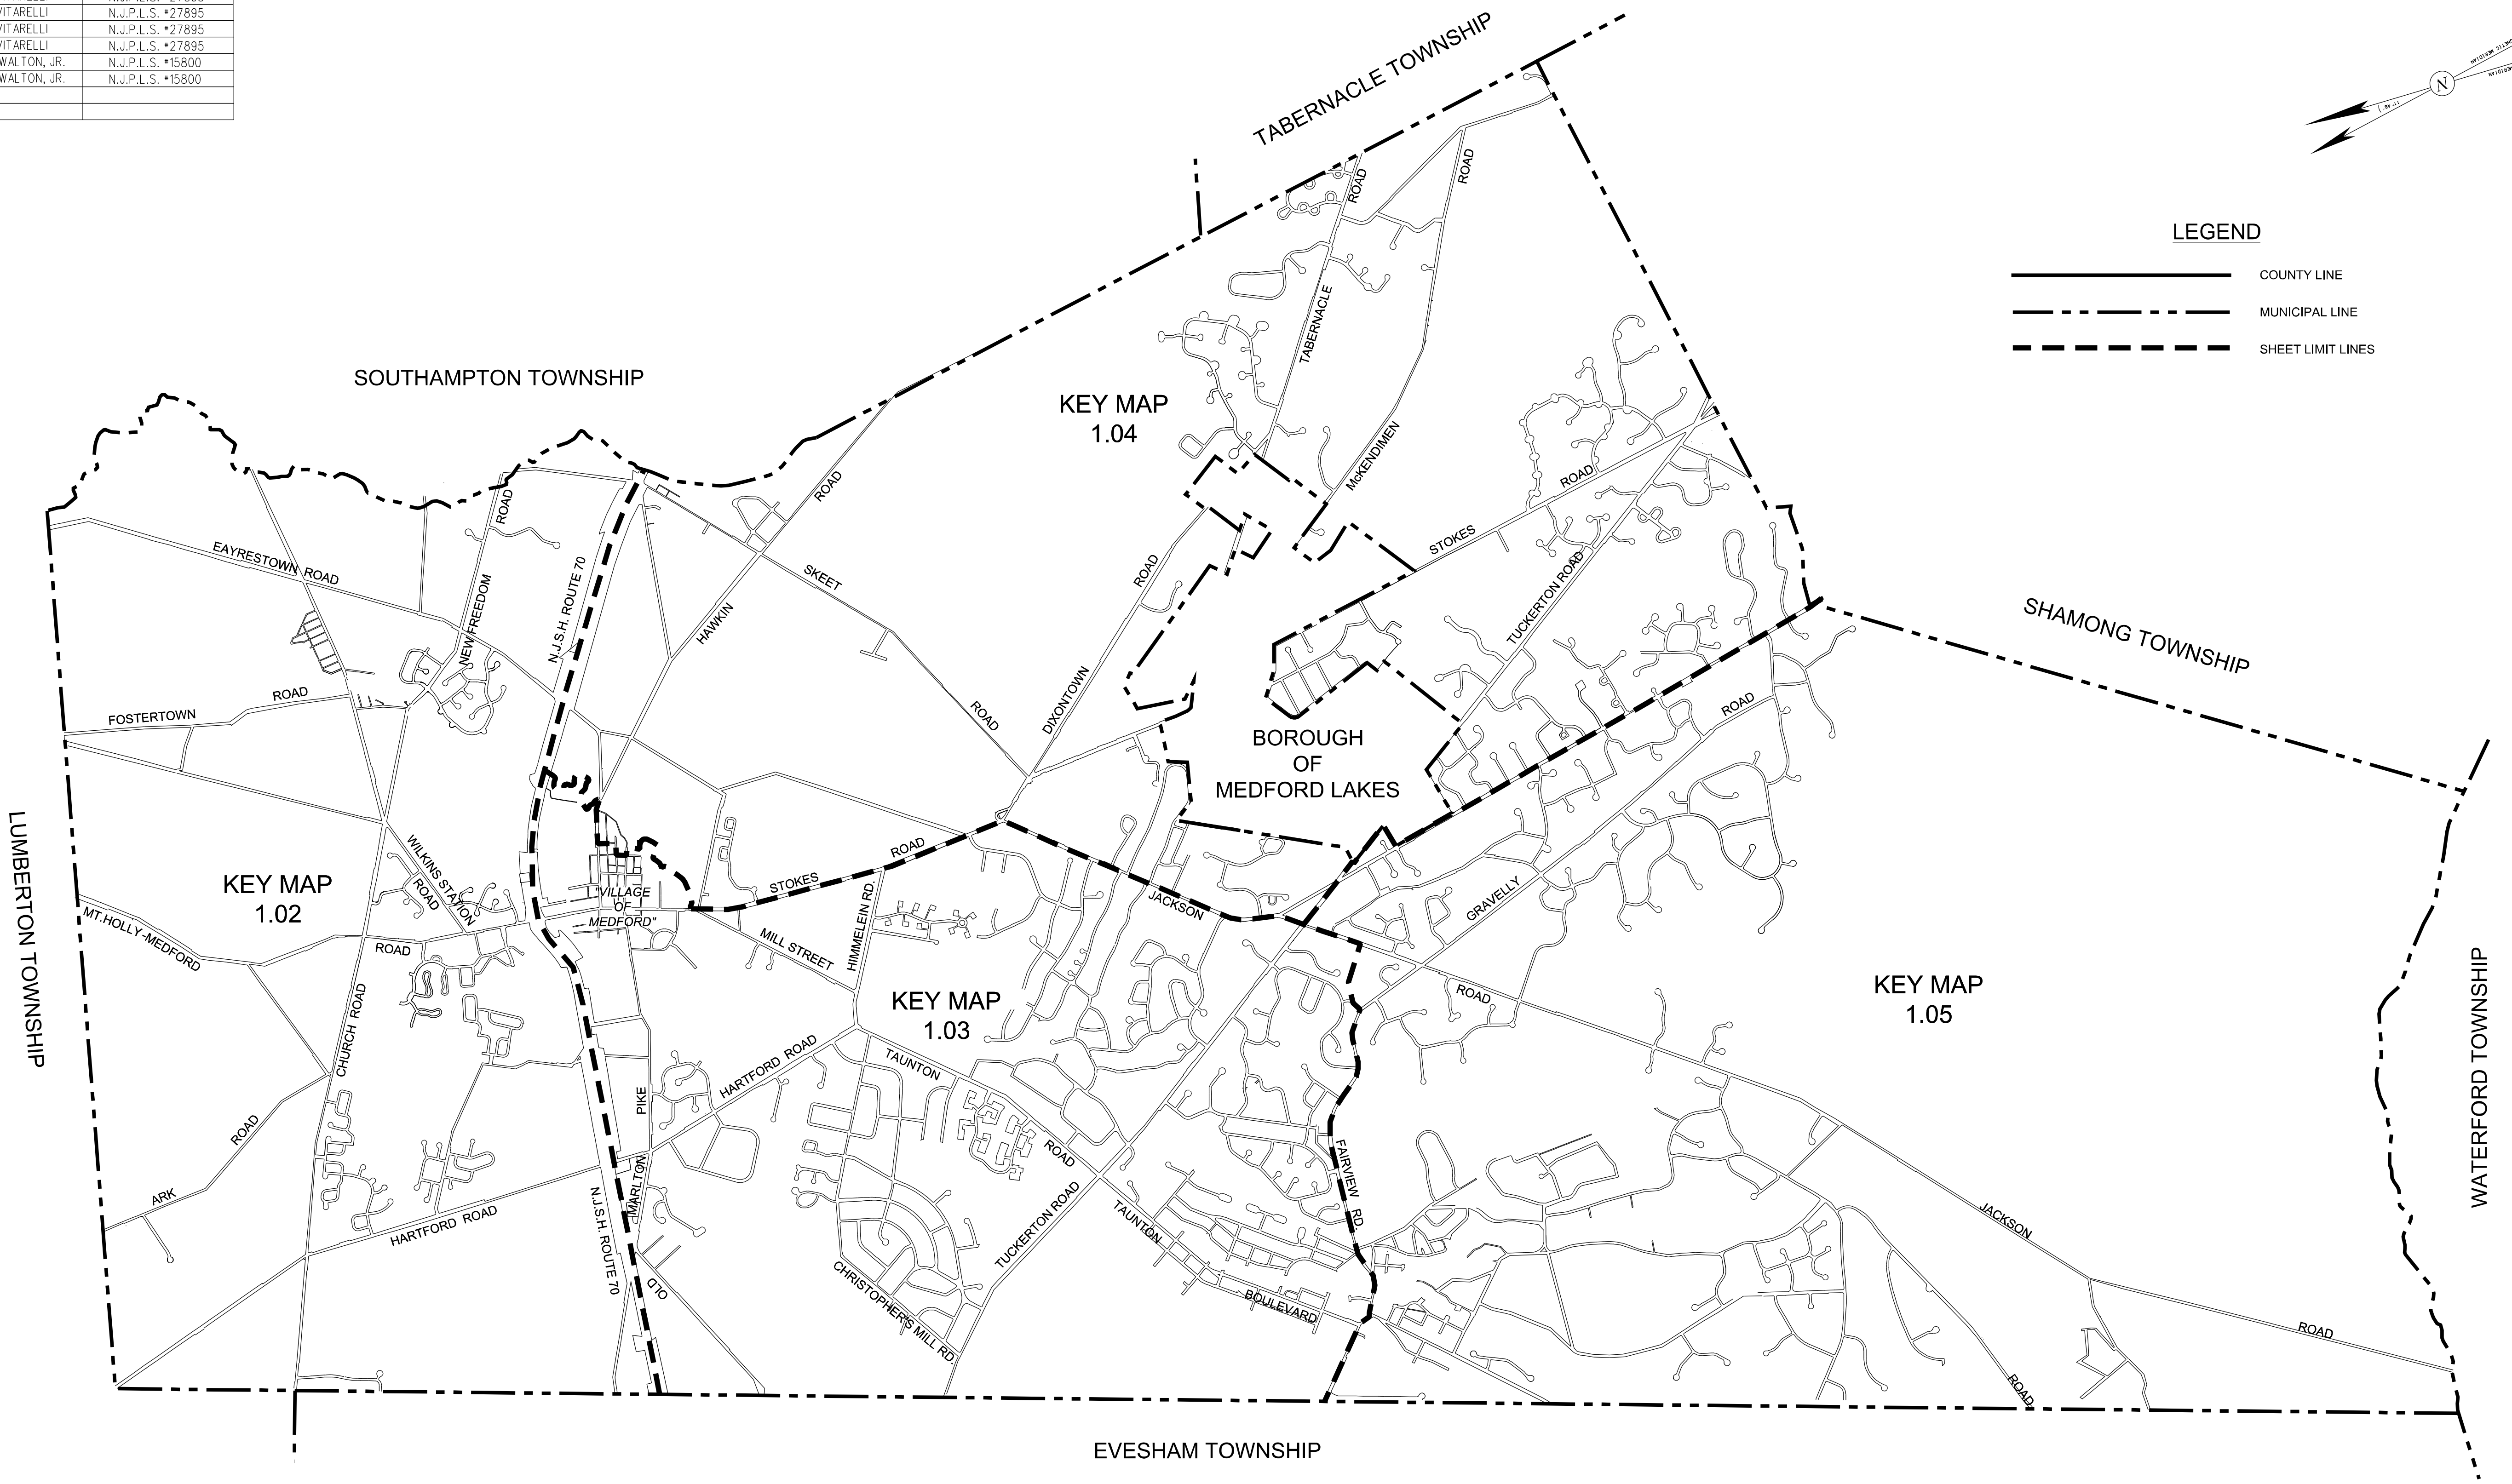 VITARELLI N.J.P.L.S. #27895
VITARELLI N.J.P.L.S. #27895
VITARELLI N.J.P.L.S. #27895
WALTON, JR. N.J.P.L.S. #15800
WALTON, JR. N.J.P.L.S. #15800
TABERNACLE TOWNSHIP
N
11° 48'
LEGEND
COUNTY LINE
MUNICIPAL LINE
SHEET LIMIT LINES
SOUTHAMPTON TOWNSHIP
LUMBERTON TOWNSHIP
SHAMONG TOWNSHIP
WATERFORD TOWNSHIP
EVESHAM TOWNSHIP
KEY MAP
1.04
KEY MAP
1.02
KEY MAP
1.03
KEY MAP
1.05
BOROUGH
OF
MEDFORD LAKES
"VILLAGE
OF
MEDFORD"
TABERNACLE ROAD
McKENDIMEN ROAD
STOKES ROAD
TUCKERTON ROAD
EAYRESTOWN ROAD
NEW FREEDOM ROAD
N.J.S.H. ROUTE 70
HAWKIN ROAD
SKEET ROAD
DIXONTOWN ROAD
FOSTERTOWN ROAD
WILKINS STATION ROAD
MT.HOLLY-MEDFORD ROAD
CHURCH ROAD
ARK ROAD
HARTFORD ROAD
N.J.S.H. ROUTE 70
OLD MARLTON PIKE
STOKES ROAD
MILL STREET
HIMMELEIN RD.
HARTFORD ROAD
TAUNTON ROAD
TUCKERTON ROAD
CHRISTOPHER'S MILL RD.
TAUNTON BOULEVARD
FAIRVIEW RD.
JACKSON ROAD
GRAVELLY ROAD
JACKSON ROAD
ROAD